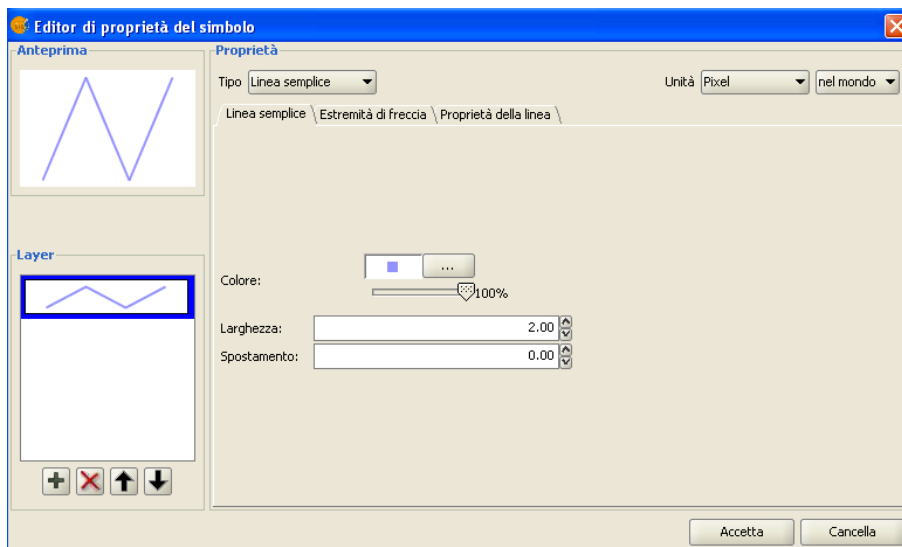 Editor di proprietà del simbolo
Anteprima
Proprietà
Tipo Linea semplice
Unità Pixel nel mondo
Linea semplice Estremità di freccia Proprietà della linea
Layer
Colore: ...
100%
Larghezza: 2.00
Spostamento: 0.00
Accetta Cancella